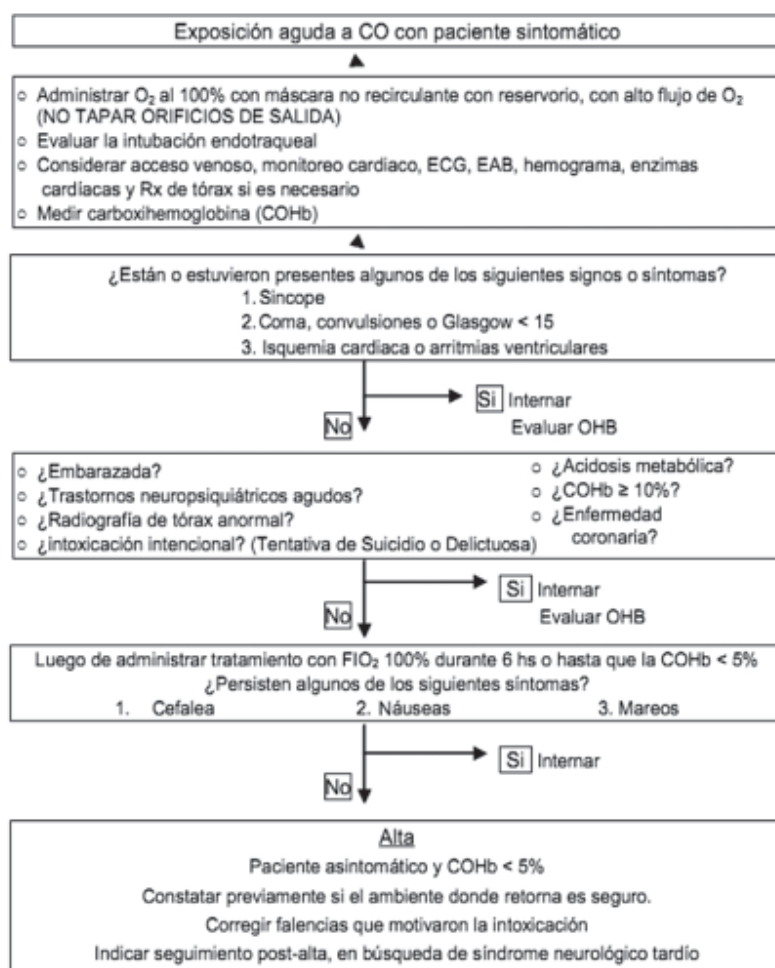 Exposición aguda a CO con paciente sintomático
○ Administrar O₂ al 100% con máscara no recirculante con reservorio, con alto flujo de O₂
(NO TAPAR ORIFICIOS DE SALIDA)
○ Evaluar la intubación endotraqueal
○ Considerar acceso venoso, monitoreo cardiaco, ECG, EAB, hemograma, enzimas
cardíacas y Rx de tórax si es necesario
○ Medir carboxihemoglobina (COHb)
¿Están o estuvieron presentes algunos de los siguientes signos o síntomas?
1. Sincope
2. Coma, convulsiones o Glasgow < 15
3. Isquemia cardiaca o arritmias ventriculares
Si Internar
Evaluar OHB
No
○ ¿Embarazada?
○ ¿Trastornos neuropsiquiátricos agudos?
○ ¿Radiografía de tórax anormal?
○ ¿intoxicación intencional? (Tentativa de Suicidio o Delictuosa)
○ ¿Acidosis metabólica?
○ ¿COHb ≥ 10%?
○ ¿Enfermedad
coronaria?
Si Internar
Evaluar OHB
No
Luego de administrar tratamiento con FIO₂ 100% durante 6 hs o hasta que la COHb < 5%
¿Persisten algunos de los siguientes síntomas?
1. Cefalea 2. Náuseas 3. Mareos
Si Internar
No
Alta
Paciente asintomático y COHb < 5%
Constatar previamente si el ambiente donde retorna es seguro.
Corregir falencias que motivaron la intoxicación
Indicar seguimiento post-alta, en búsqueda de síndrome neurológico tardío